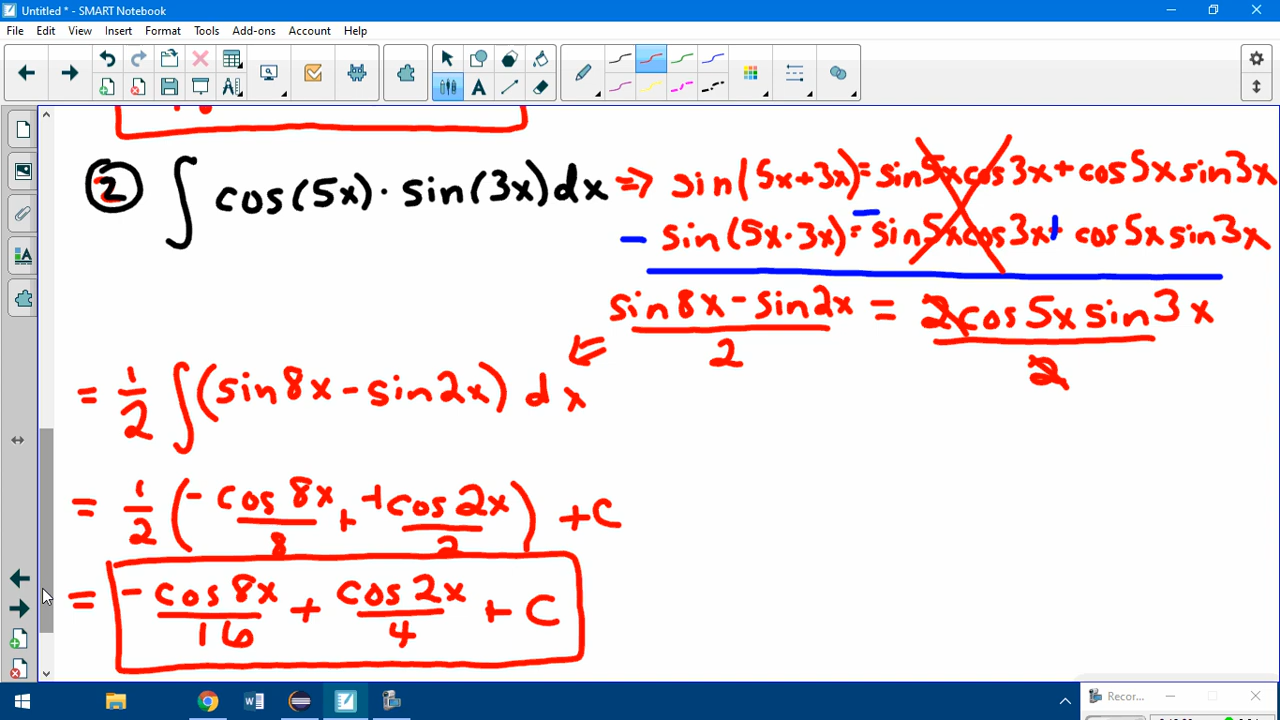 Untitled * - SMART Notebook
File Edit View Insert Format Tools Add-ons Account Help
② ∫ cos(5x) · sin(3x) dx ⇒ sin(5x+3x) = sin5xcos3x + cos5x sin3x
− sin(5x·3x) = − sin5xcos3x + cos5x sin3x
sin8x − sin2x / 2 = 2cos5x sin3x / 2
= 1/2 ∫ (sin8x − sin2x) dx
= 1/2 (− cos8x / 8 + + cos2x / 2) + C
= − cos8x / 16 + cos2x / 4 + C
Recor...